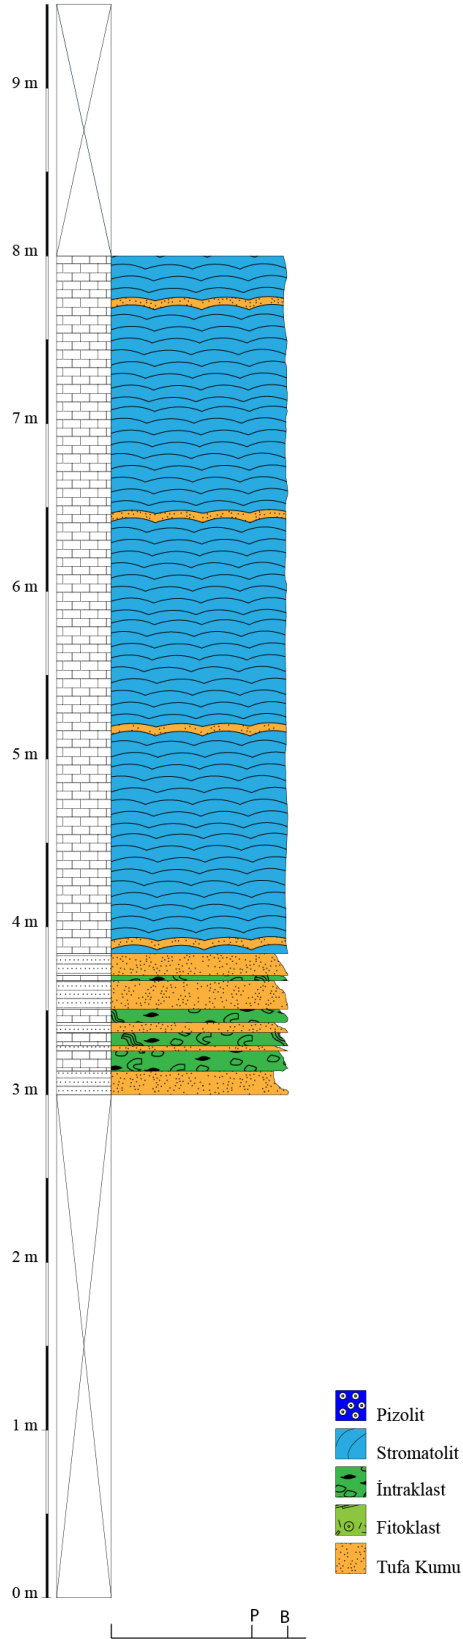 9 m
8 m
7 m
6 m
5 m
4 m
3 m
2 m
1 m
0 m
Pizolit
Stromatolit
İntraklast
Fitoklast
Tufa Kumu
P B